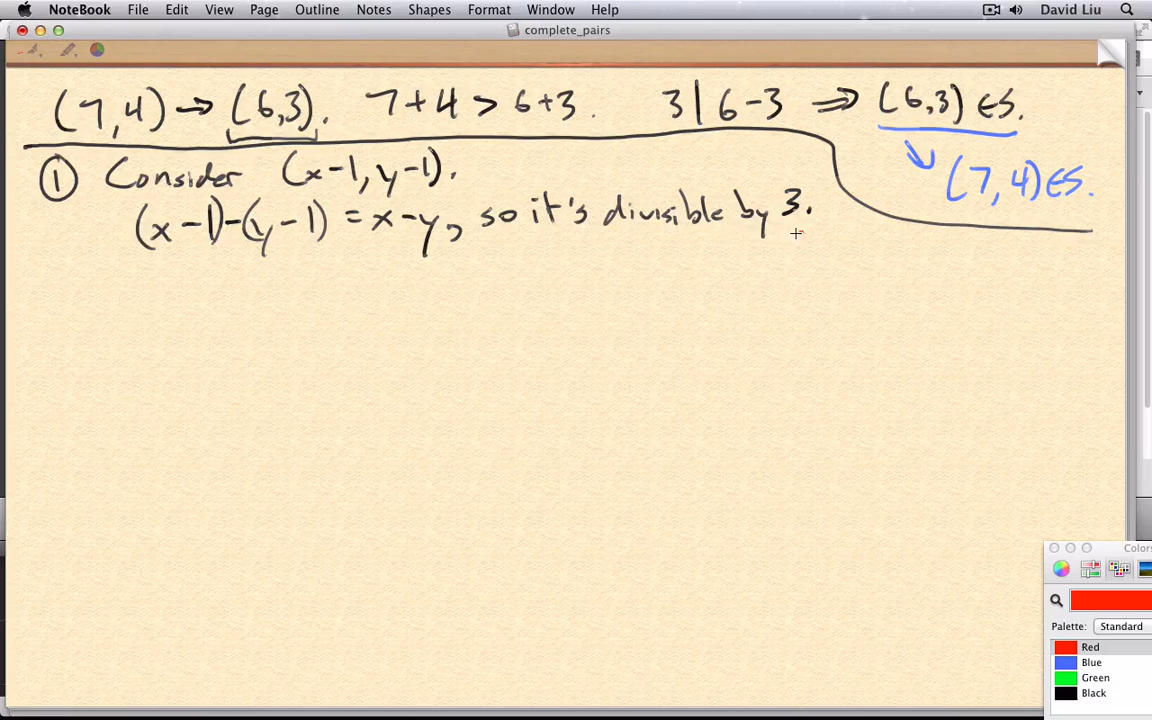 NoteBook File Edit View Page Outline Notes Shapes Format Window Help David Liu
complete_pairs
(7,4) → (6,3). 7+4 > 6+3. 3 | 6-3 ⟹ (6,3) ∈ S.
↘ (7,4) ∈ S.
① Consider (x-1, y-1).
(x-1)-(y-1) = x-y, so it's divisible by 3.
Colors
Palette: Standard
Red
Blue
Green
Black